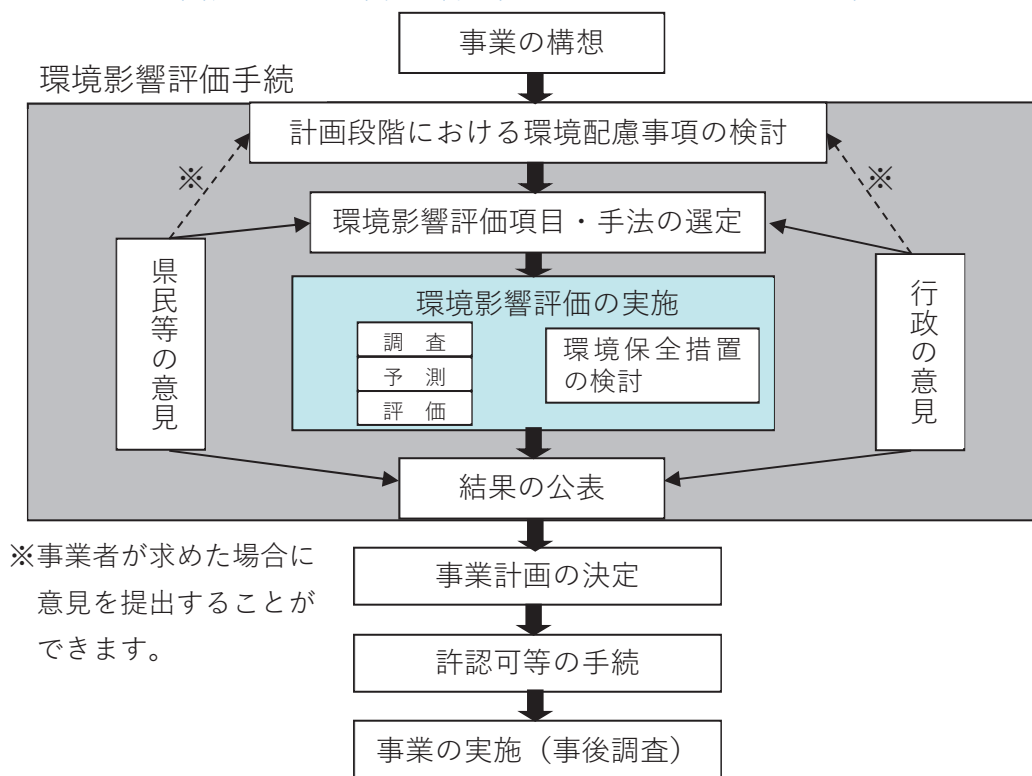 事業の構想
環境影響評価手続
計画段階における環境配慮事項の検討
※
※
環境影響評価項目・手法の選定
県民等の意見
行政の意見
環境影響評価の実施
調 査
予 測
評 価
環境保全措置
の検討
結果の公表
※事業者が求めた場合に
意見を提出することが
できます。
事業計画の決定
許認可等の手続
事業の実施（事後調査）